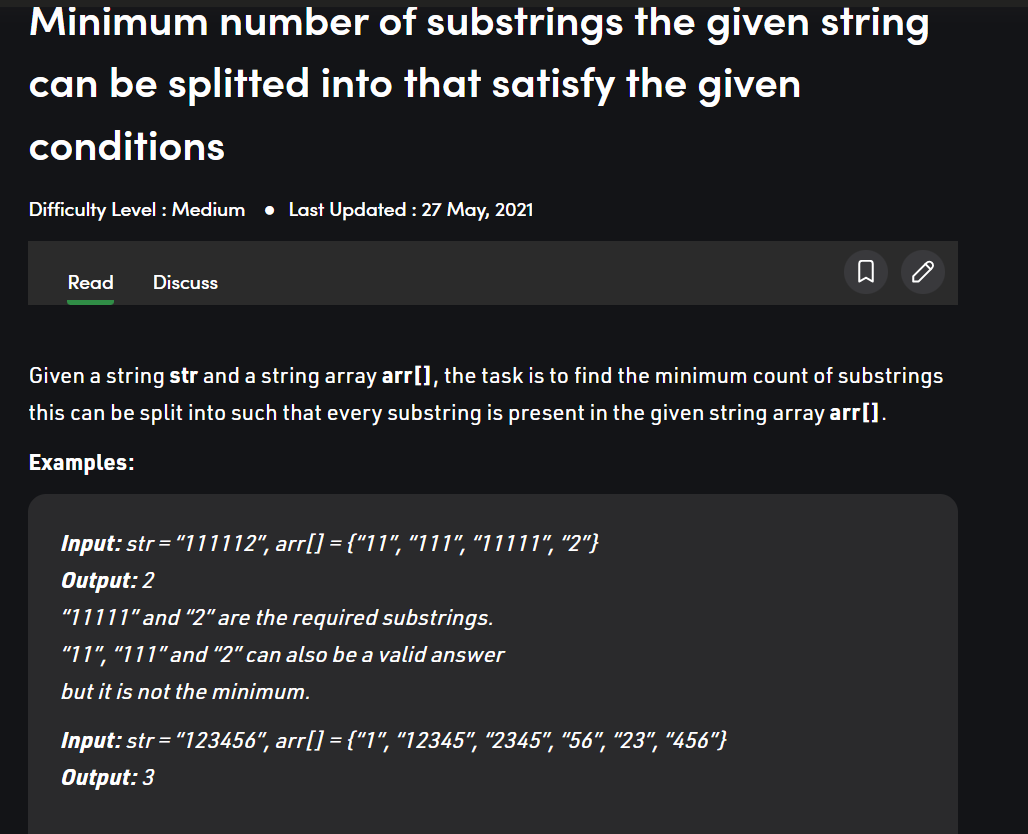 Minimum number of substrings the given string
can be splitted into that satisfy the given
conditions
Difficulty Level : Medium ● Last Updated : 27 May, 2021
Read Discuss
Given a string str and a string array arr[], the task is to find the minimum count of substrings
this can be split into such that every substring is present in the given string array arr[].
Examples:
Input: str = “111112”, arr[] = {“11”, “111”, “11111”, “2”}
Output: 2
“11111” and “2” are the required substrings.
“11”, “111” and “2” can also be a valid answer
but it is not the minimum.
Input: str = “123456”, arr[] = {“1”, “12345”, “2345”, “56”, “23”, “456”}
Output: 3